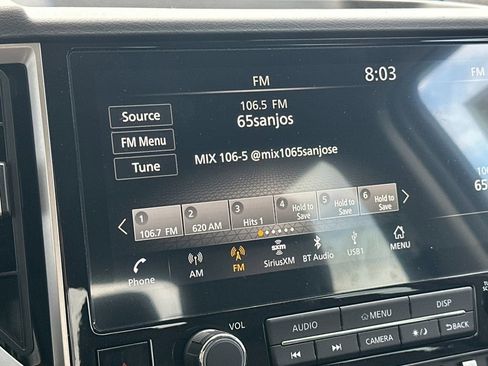 FM
8:03
FM
Source
106.5 FM
65sanjos
FM Menu
Tune
MIX 106-5 @mix1065sanjose
1 106.7 FM
2 620 AM
3 Hits 1
4 Hold to Save
5 Hold to Save
6 Hold to Save
Phone
AM
FM
sxm SiriusXM
BT Audio
USB1
MENU
VOL
AUDIO
MENU
DISP
CAMERA
BACK